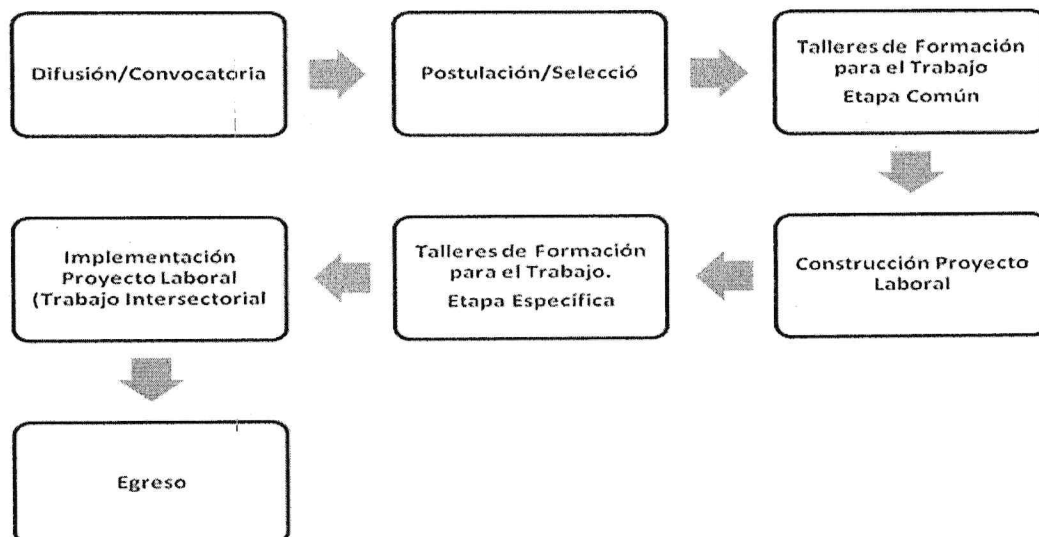 Difusión/Convocatoria
Postulación/Selecció
Talleres de Formación
para el Trabajo
Etapa Común
Construcción Proyecto
Laboral
Talleres de Formación
para el Trabajo.
Etapa Específica
Implementación
Proyecto Laboral
(Trabajo Intersectorial
Egreso